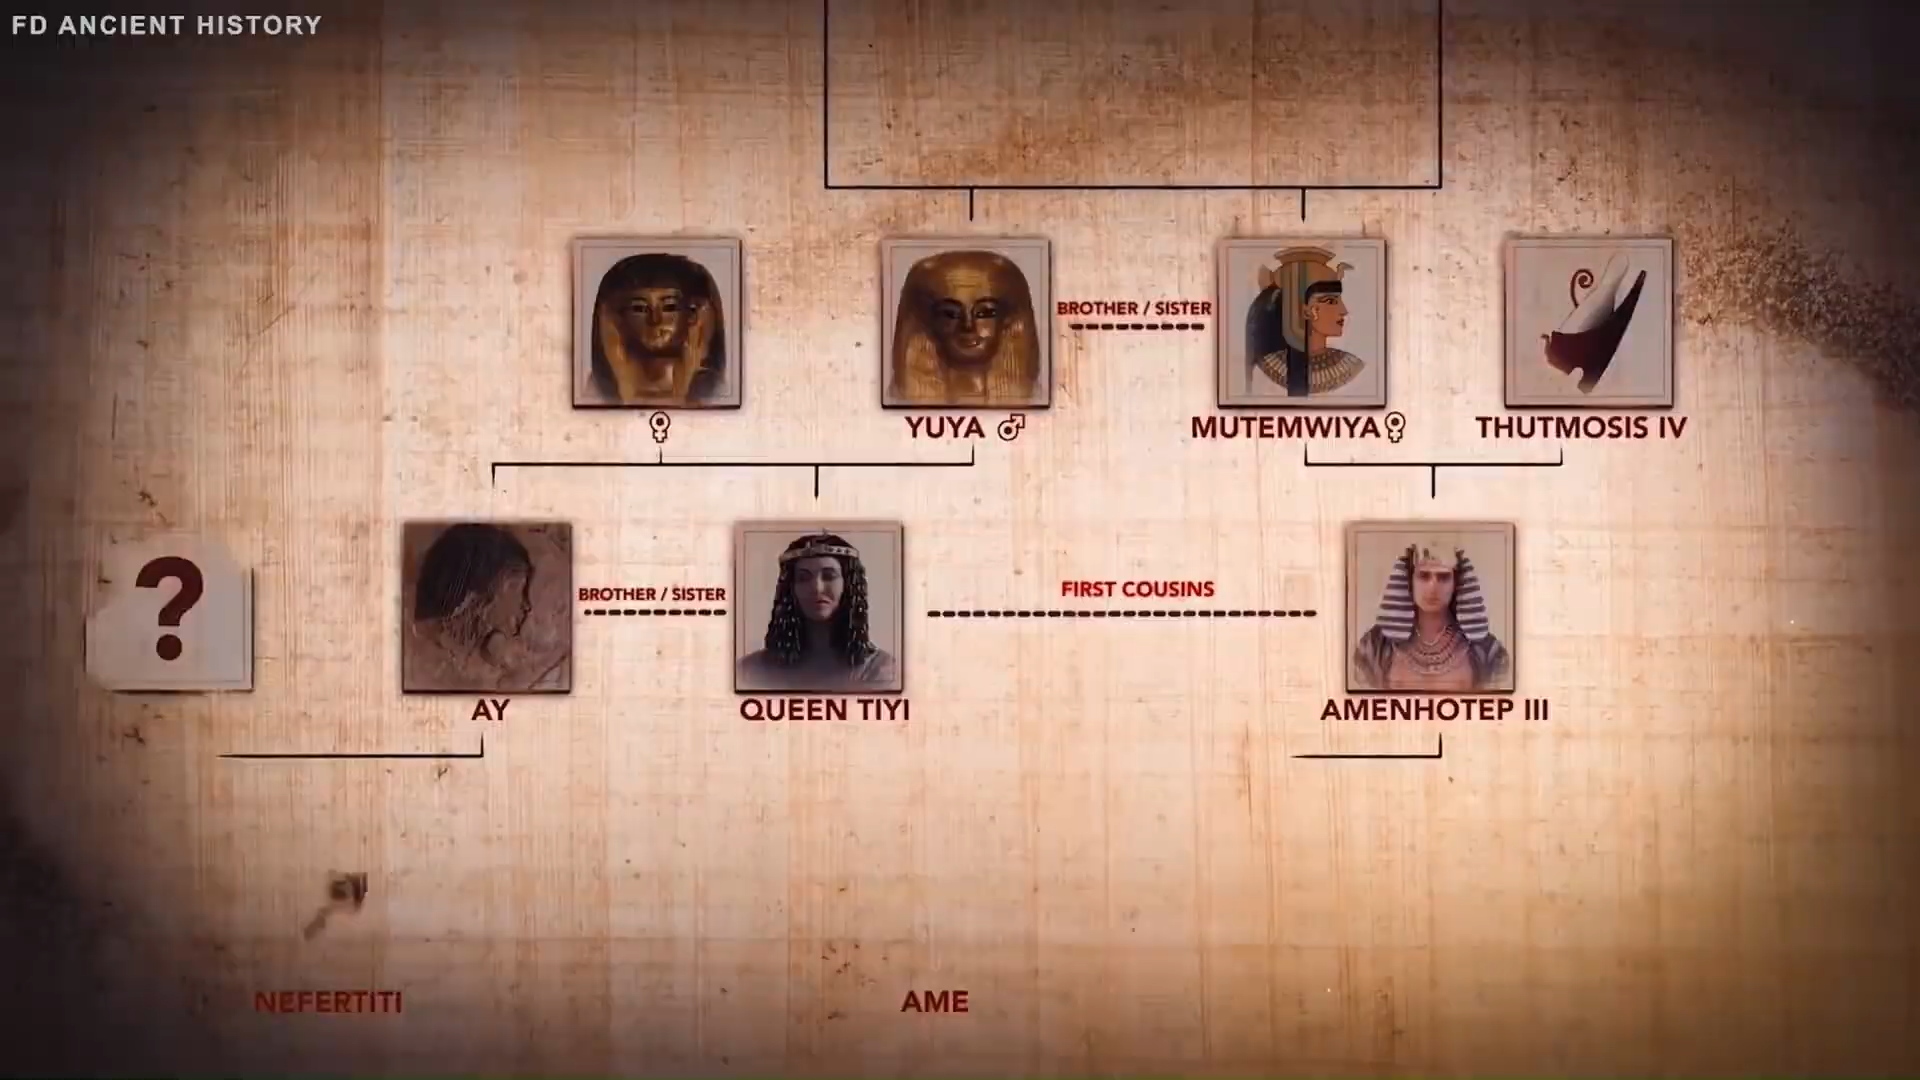 FD ANCIENT HISTORY
BROTHER / SISTER
YUYA
MUTEMWIYA
THUTMOSIS IV
?
BROTHER / SISTER
FIRST COUSINS
AY
QUEEN TIYI
AMENHOTEP III
NEFERTITI
AME